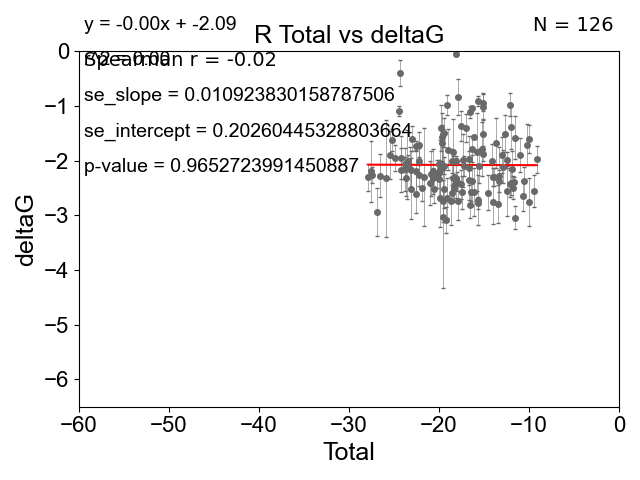 y = -0.00x + -2.09
N = 126
R Total vs deltaG
Spearman r = -0.02
se_slope = 0.010923830158787506
se_intercept = 0.20260445328803664
p-value = 0.9652723991450887
deltaG
0
−1
−2
−3
−4
−5
−6
−60
−50
−40
−30
−20
−10
0
Total